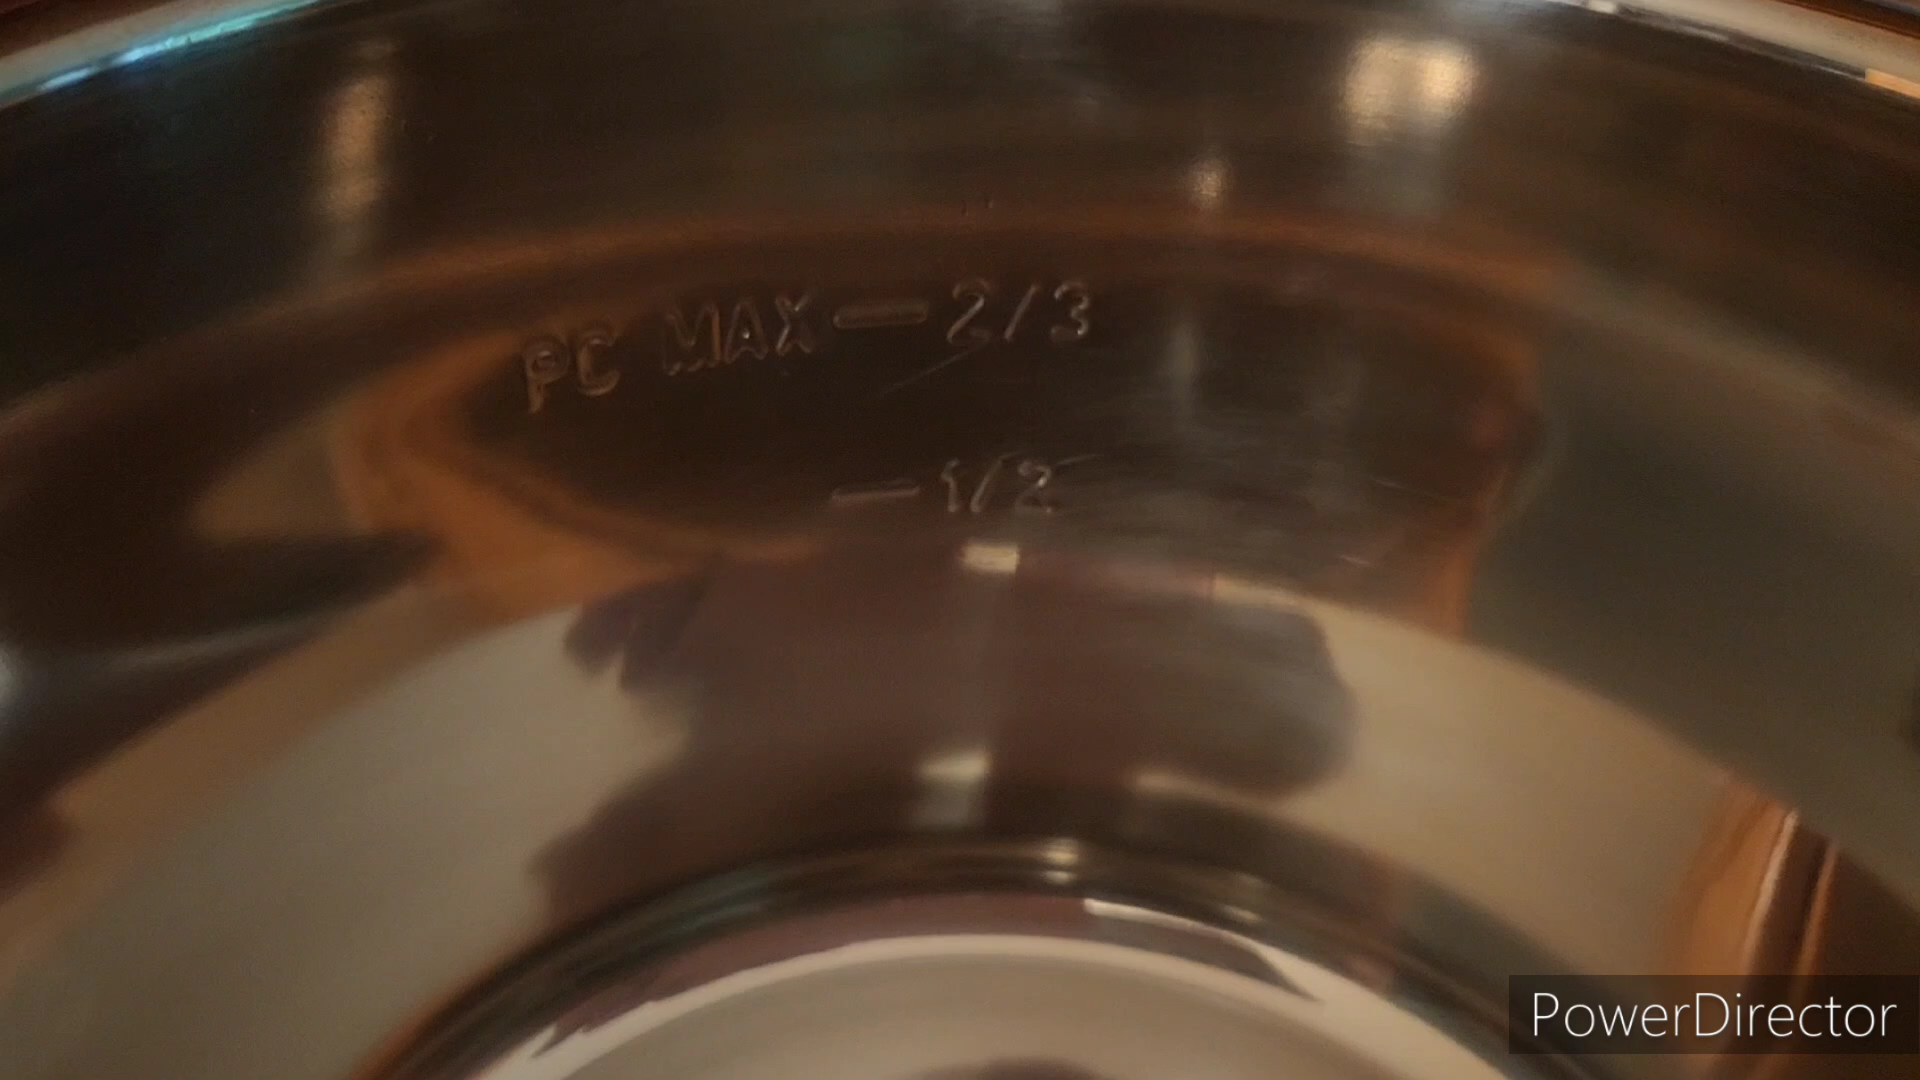 PC MAX — 2/3
— 1/2
PowerDirector